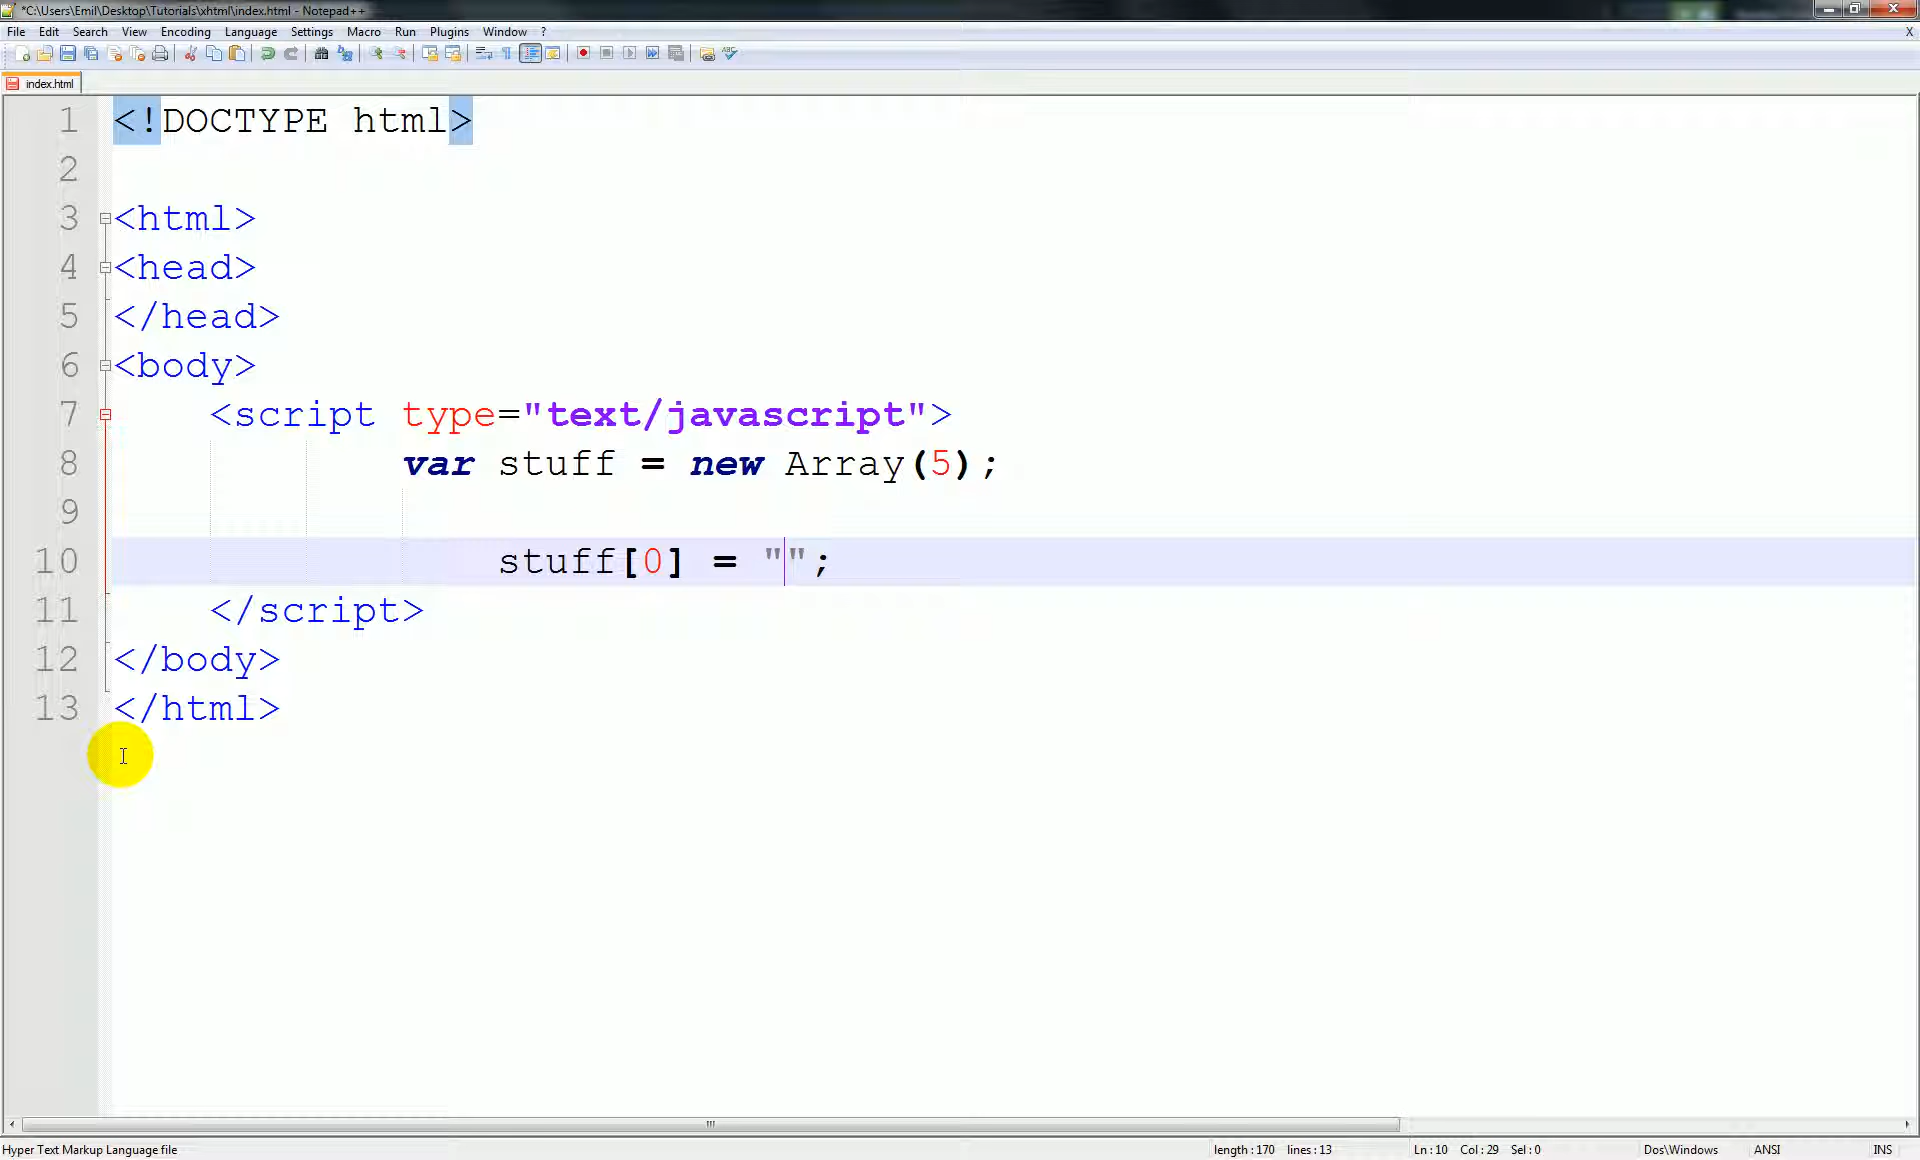 *C:\Users\Emil\Desktop\Tutorials\xhtml\index.html - Notepad++
File Edit Search View Encoding Language Settings Macro Run Plugins Window ? X
index.html
1 <!DOCTYPE html>
2
3 <html>
4 <head>
5 </head>
6 <body>
7 <script type="text/javascript">
8 var stuff = new Array(5);
9
10 stuff[0] = "";
11 </script>
12 </body>
13 </html>
Hyper Text Markup Language file length : 170 lines : 13 Ln : 10 Col : 29 Sel : 0 Dos\Windows ANSI INS